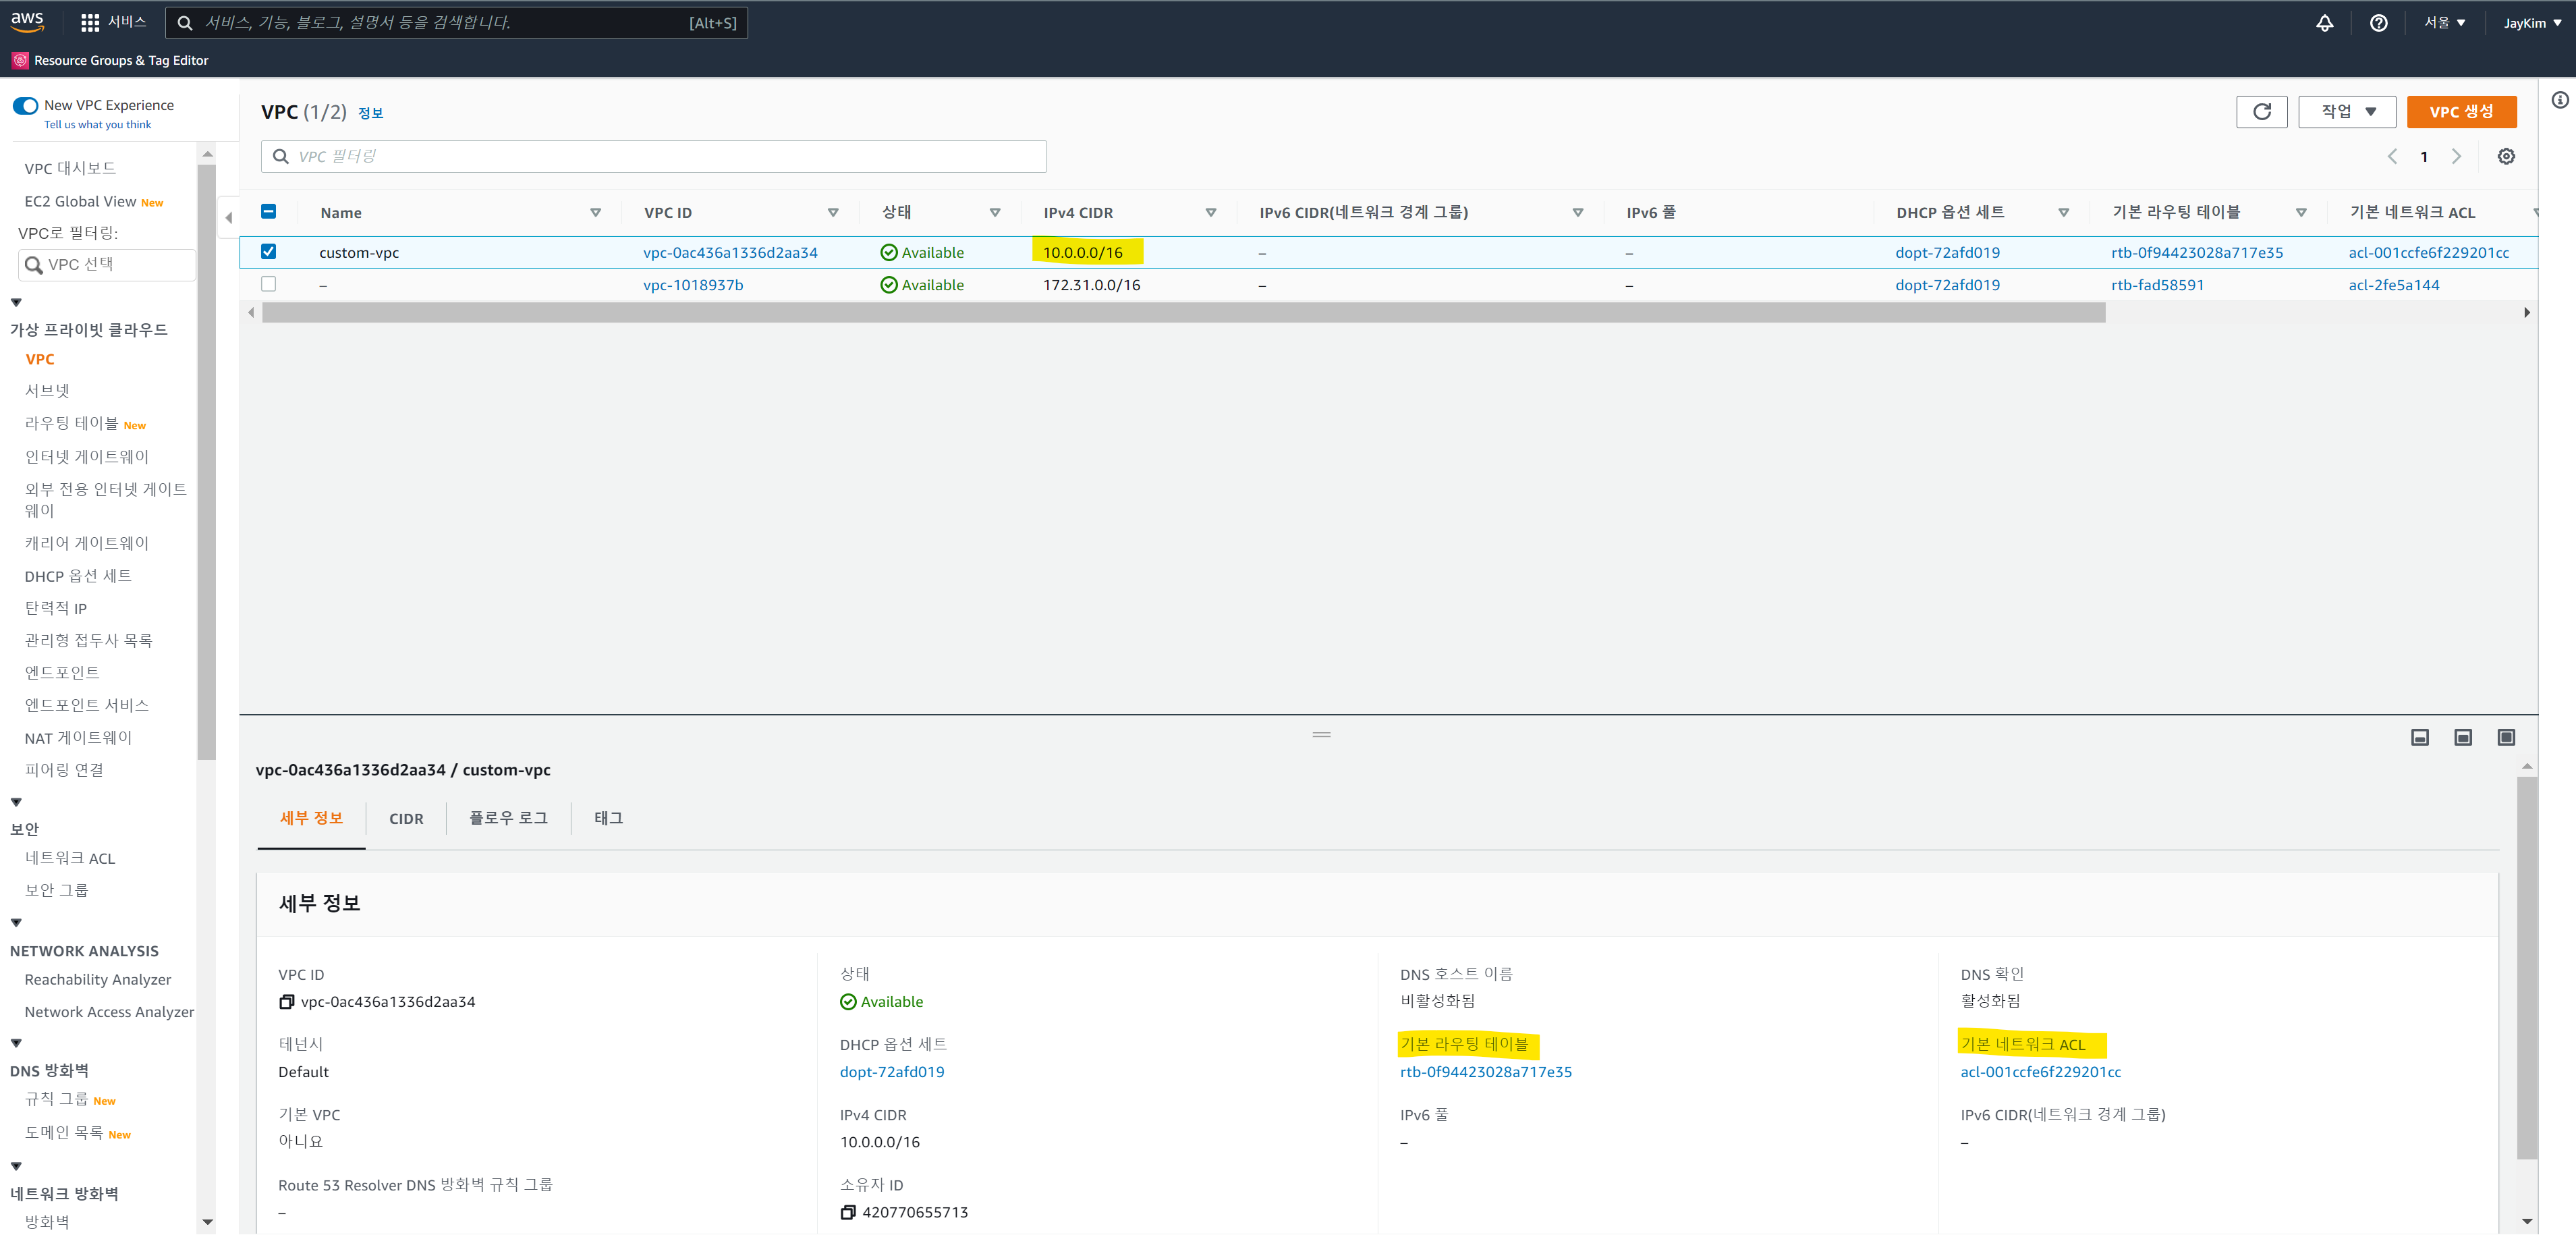 aws
서비스
서비스, 기능, 블로그, 설명서 등을 검색합니다.
[Alt+S]
서울
JayKim
Resource Groups & Tag Editor
New VPC Experience
Tell us what you think
VPC 대시보드
EC2 Global View New
VPC로 필터링:
VPC 선택
가상 프라이빗 클라우드
VPC
서브넷
라우팅 테이블 New
인터넷 게이트웨이
외부 전용 인터넷 게이트
웨이
캐리어 게이트웨이
DHCP 옵션 세트
탄력적 IP
관리형 접두사 목록
엔드포인트
엔드포인트 서비스
NAT 게이트웨이
피어링 연결
보안
네트워크 ACL
보안 그룹
NETWORK ANALYSIS
Reachability Analyzer
Network Access Analyzer
DNS 방화벽
규칙 그룹 New
도메인 목록 New
네트워크 방화벽
방화벽
VPC (1/2) 정보
작업
VPC 생성
VPC 필터링
1
Name VPC ID 상태 IPv4 CIDR IPv6 CIDR(네트워크 경계 그룹) IPv6 풀 DHCP 옵션 세트 기본 라우팅 테이블 기본 네트워크 ACL
custom-vpc vpc-0ac436a1336d2aa34 Available 10.0.0.0/16 – – dopt-72afd019 rtb-0f94423028a717e35 acl-001ccfe6f229201cc
– vpc-1018937b Available 172.31.0.0/16 – – dopt-72afd019 rtb-fad58591 acl-2fe5a144
vpc-0ac436a1336d2aa34 / custom-vpc
세부 정보 CIDR 플로우 로그 태그
세부 정보
VPC ID
vpc-0ac436a1336d2aa34
상태
Available
DNS 호스트 이름
비활성화됨
DNS 확인
활성화됨
테넌시
Default
DHCP 옵션 세트
dopt-72afd019
기본 라우팅 테이블
rtb-0f94423028a717e35
기본 네트워크 ACL
acl-001ccfe6f229201cc
기본 VPC
아니요
IPv4 CIDR
10.0.0.0/16
IPv6 풀
–
IPv6 CIDR(네트워크 경계 그룹)
–
Route 53 Resolver DNS 방화벽 규칙 그룹
–
소유자 ID
420770655713